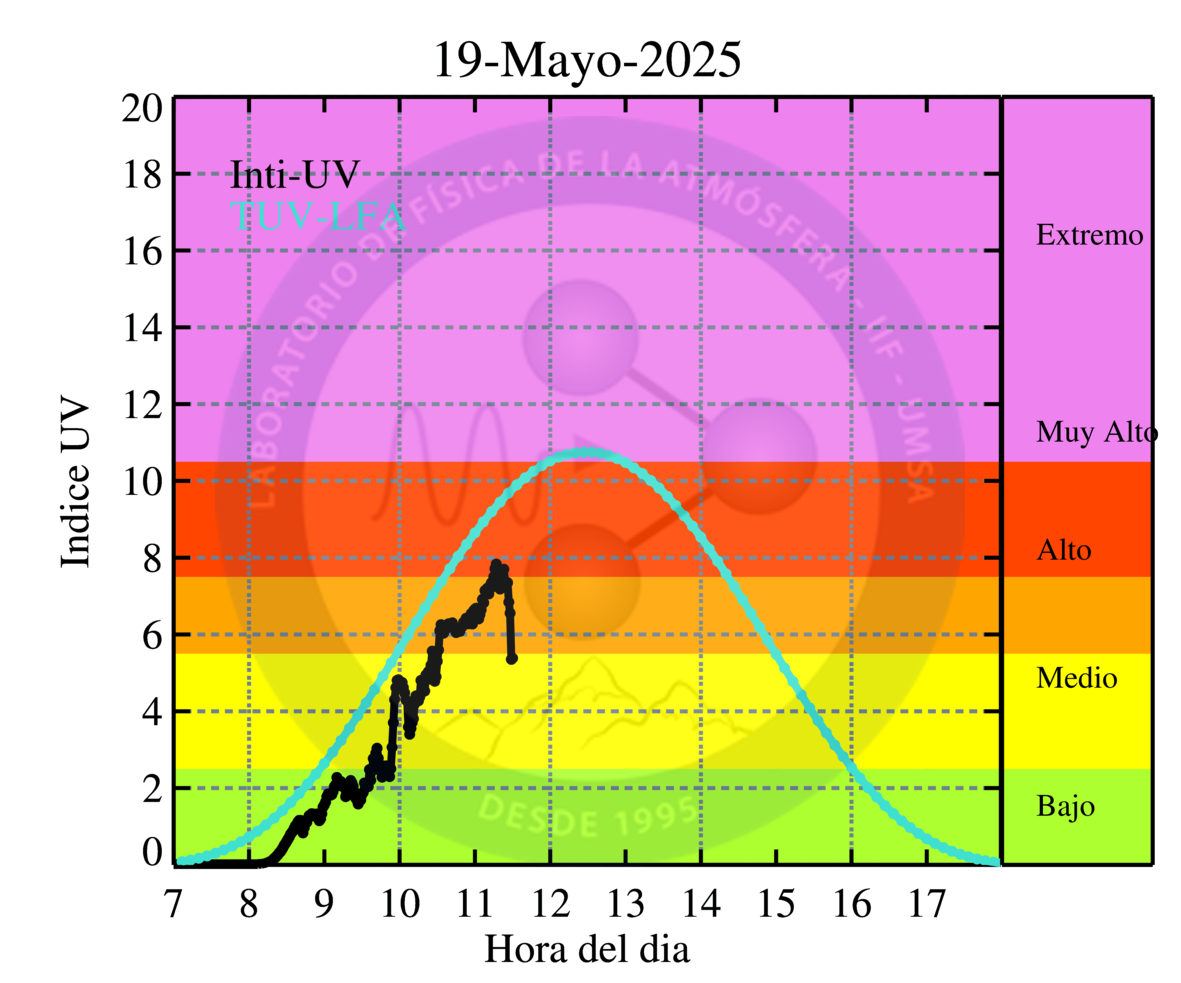 19-Mayo-2025
20
18
16
14
12
10
8
6
4
2
0
Indice UV
Inti-UV
TUV-LFA
LABORATORIO DE FÍSICA DE LA ATMÓSFERA - IIF - UMSA
DESDE 1995
Extremo
Muy Alto
Alto
Medio
Bajo
7 8 9 10 11 12 13 14 15 16 17
Hora del dia